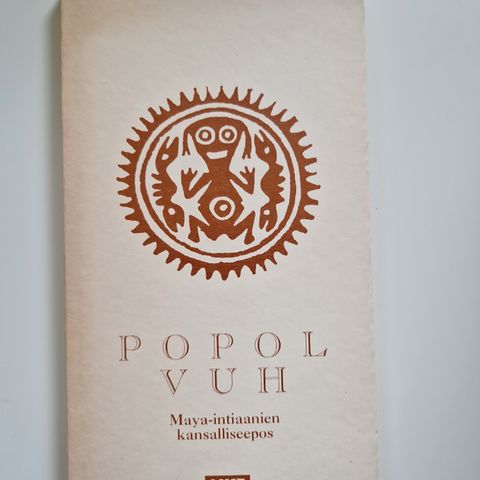 POPOL
VUH
Maya-intiaanien
kansalliseepos